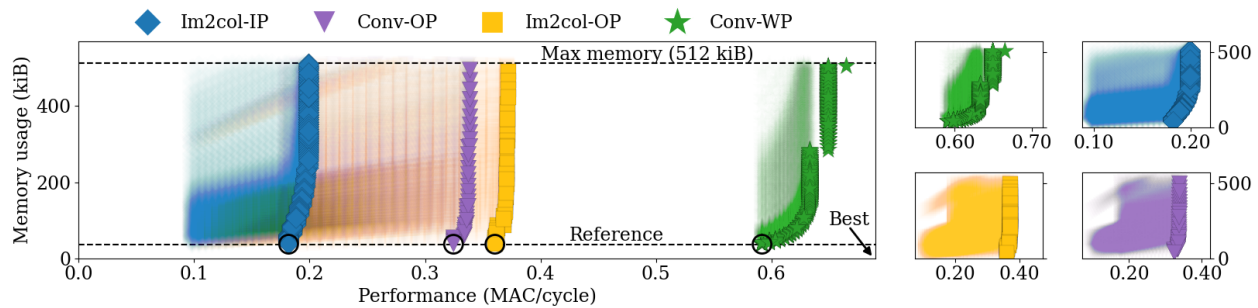 Im2col-IP
Conv-OP
Im2col-OP
Conv-WP
Memory usage (kiB)
400
200
0
Max memory (512 kiB)
Reference
Best
0.0
0.1
0.2
0.3
0.4
0.5
0.6
Performance (MAC/cycle)
0.60
0.70
500
0
0.10
0.20
0.20
0.40
500
0
0.20
0.40